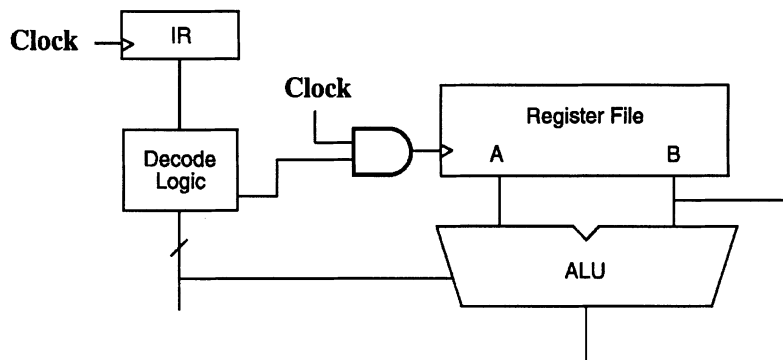 Clock
IR
Clock
Register File
A
B
Decode
Logic
ALU